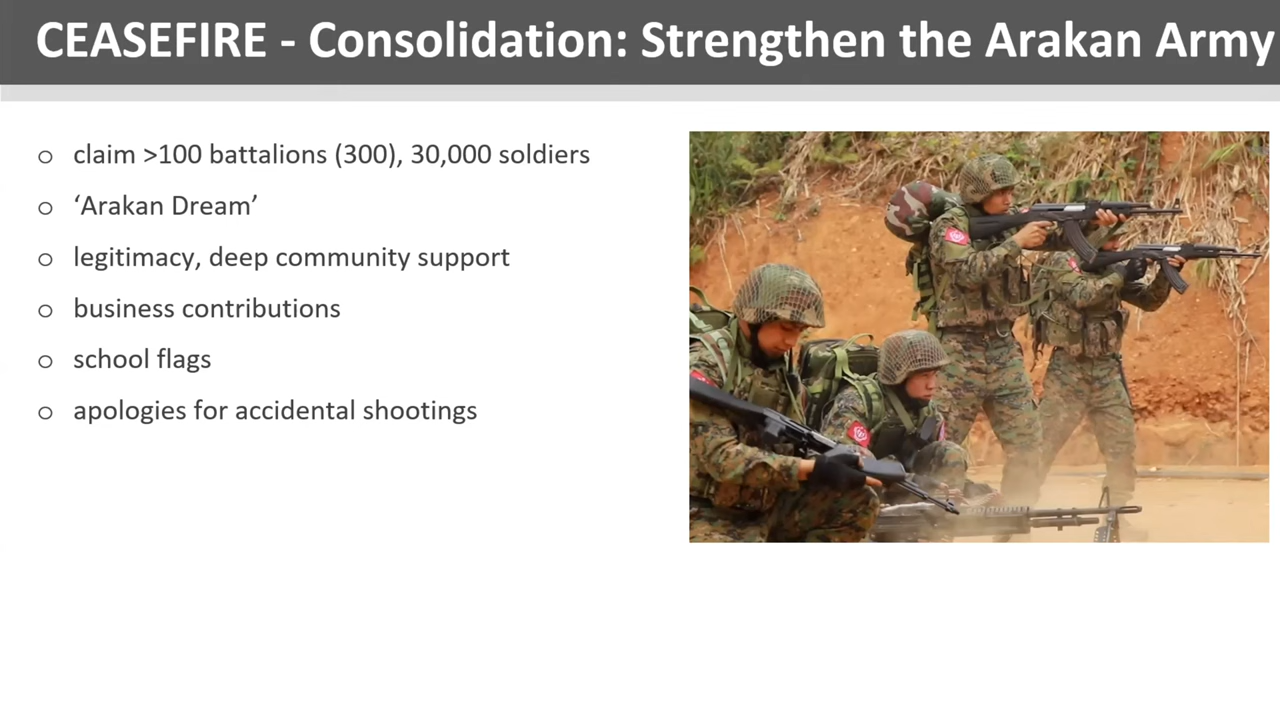 CEASEFIRE - Consolidation: Strengthen the Arakan Army
claim >100 battalions (300), 30,000 soldiers
‘Arakan Dream’
legitimacy, deep community support
business contributions
school flags
apologies for accidental shootings